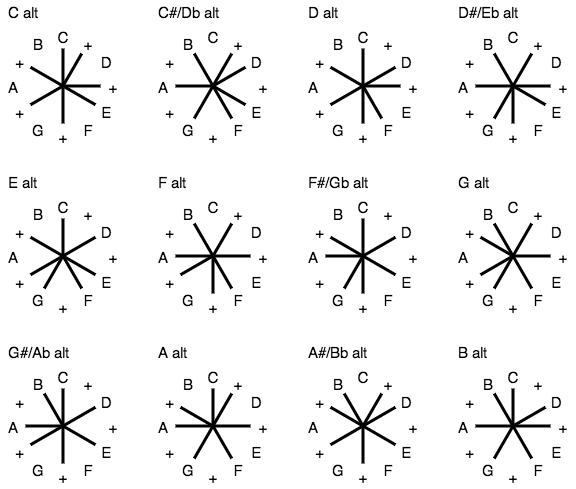 C alt
B C +
+ D
A +
+ E
G + F
C#/Db alt
B C +
+ D
A +
+ E
G + F
D alt
B C +
+ D
A +
+ E
G + F
D#/Eb alt
B C +
+ D
A +
+ E
G + F
E alt
B C +
+ D
A +
+ E
G + F
F alt
B C +
+ D
A +
+ E
G + F
F#/Gb alt
B C +
+ D
A +
+ E
G + F
G alt
B C +
+ D
A +
+ E
G + F
G#/Ab alt
B C +
+ D
A +
+ E
G + F
A alt
B C +
+ D
A +
+ E
G + F
A#/Bb alt
B C +
+ D
A +
+ E
G + F
B alt
B C +
+ D
A +
+ E
G + F